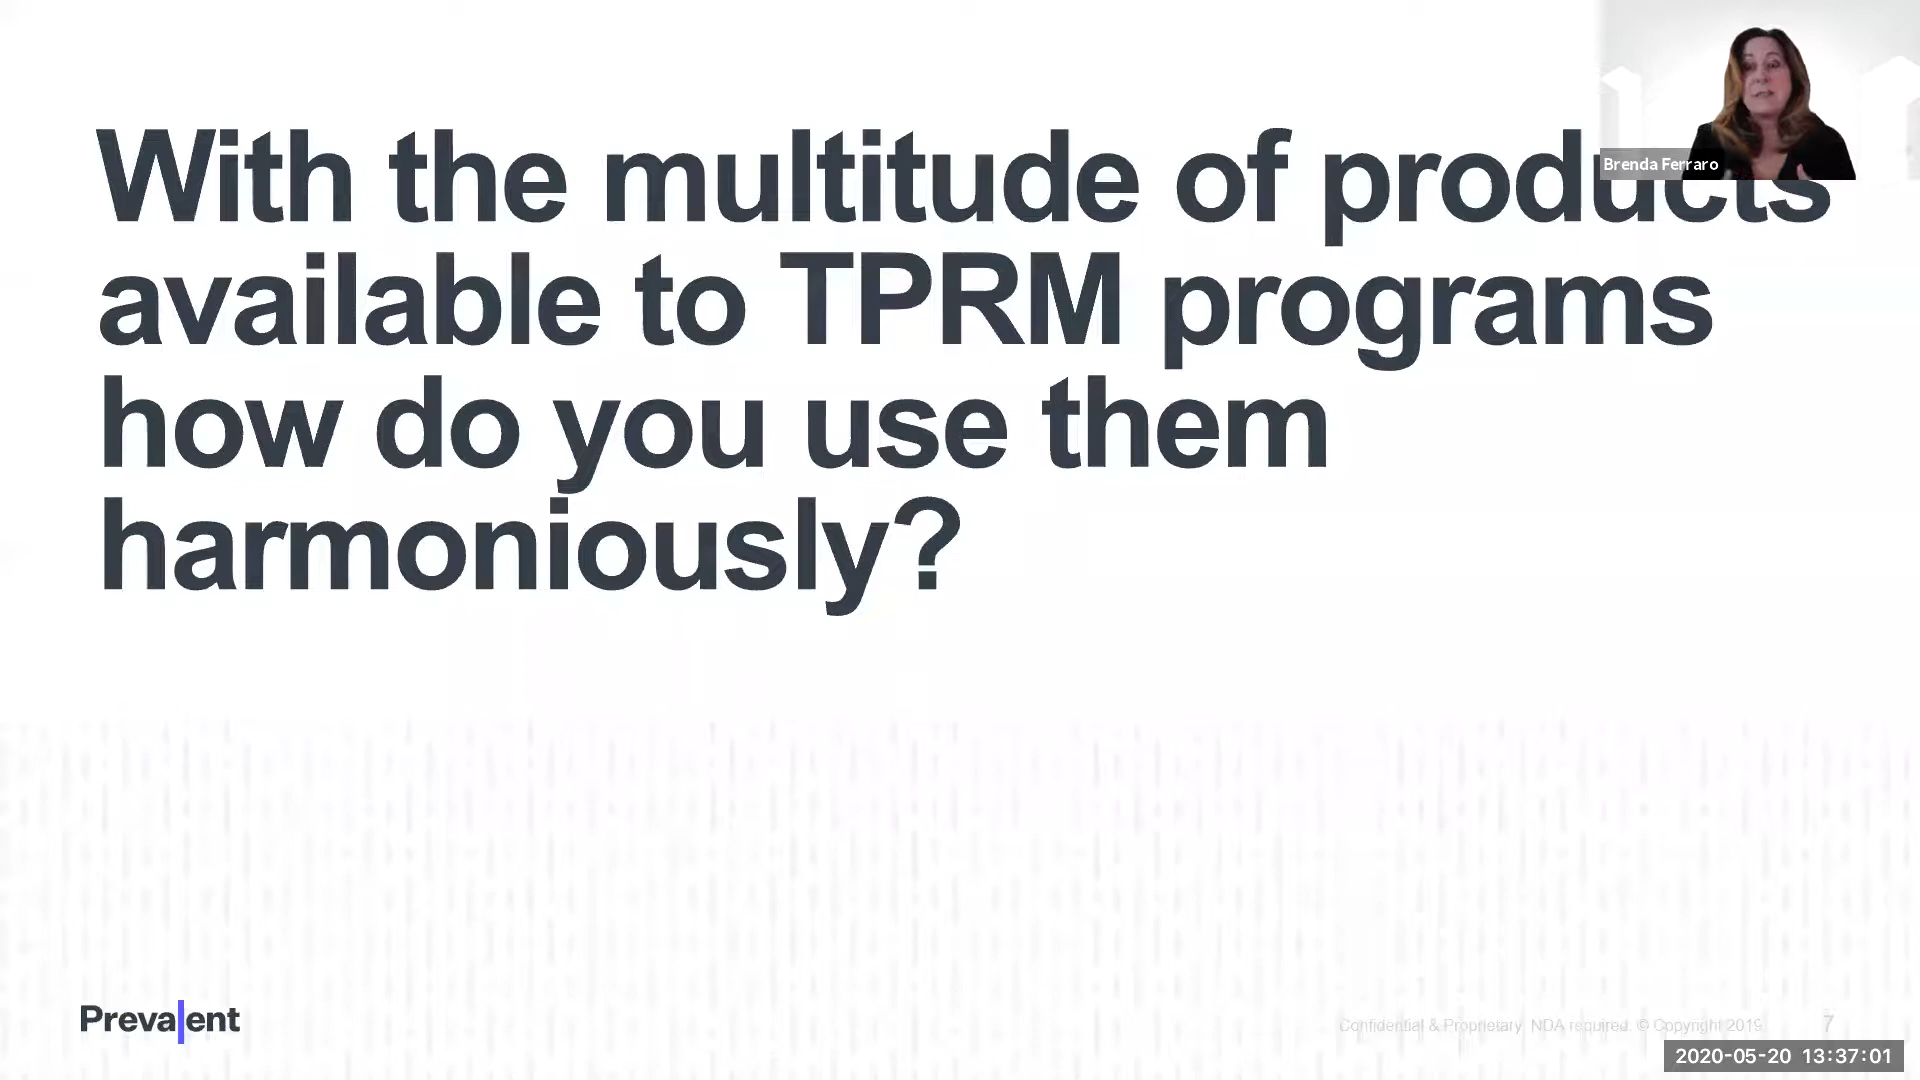 With the multitude of products
Brenda Ferraro
available to TPRM programs
how do you use them
harmoniously?
Prevalent
Confidential & Proprietary. NDA required. © Copyright 2019
7
2020-05-20 13:37:01